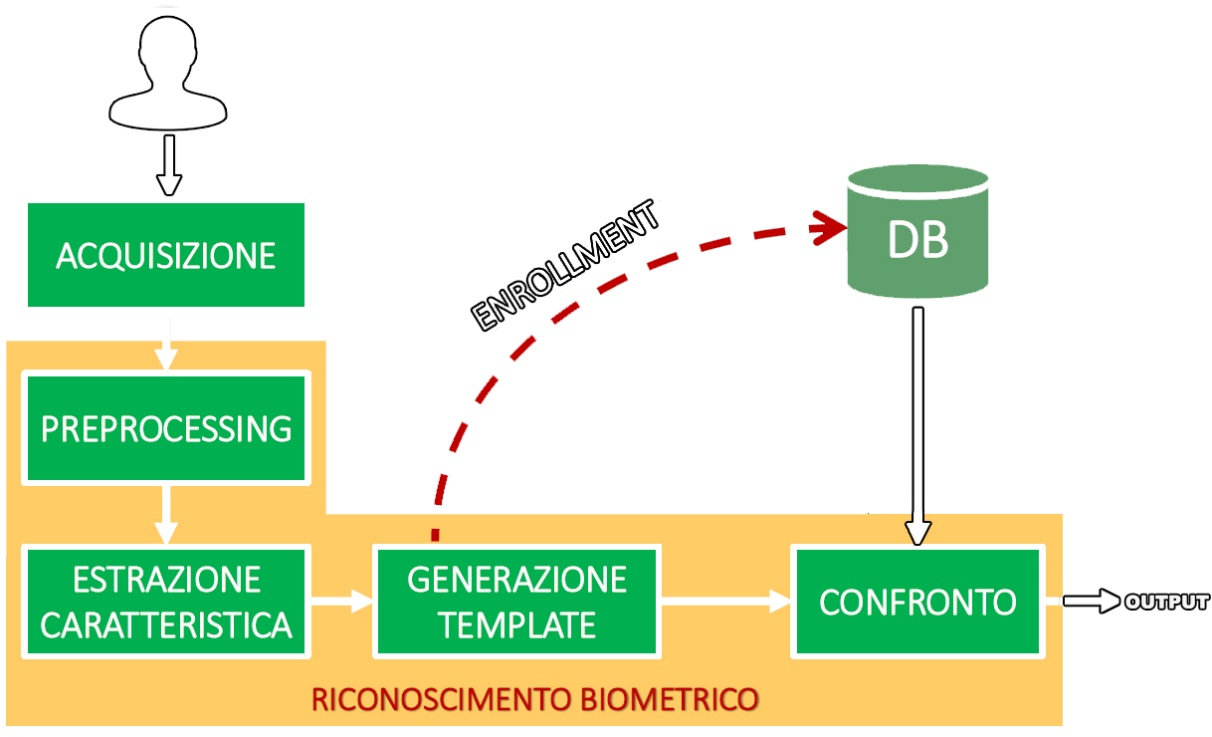 ACQUISIZIONE
ENROLLMENT
DB
PREPROCESSING
ESTRAZIONE
CARATTERISTICA
GENERAZIONE
TEMPLATE
CONFRONTO
OUTPUT
RICONOSCIMENTO BIOMETRICO